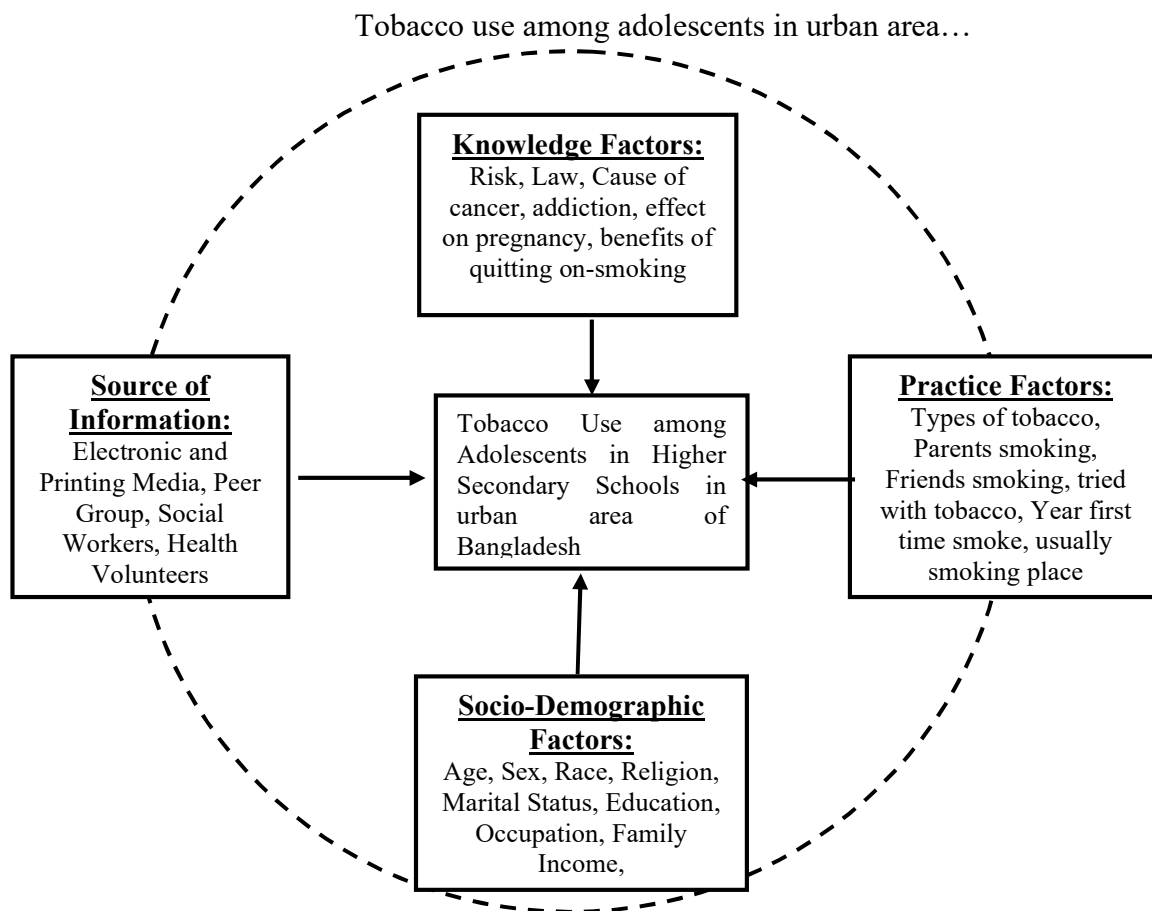 Tobacco use among adolescents in urban area…
Knowledge Factors:
Risk, Law, Cause of
cancer, addiction, effect
on pregnancy, benefits of
quitting on-smoking
Source of
Information:
Electronic and
Printing Media, Peer
Group, Social
Workers, Health
Volunteers
Tobacco Use among
Adolescents in Higher
Secondary Schools in
urban area of
Bangladesh
Practice Factors:
Types of tobacco,
Parents smoking,
Friends smoking, tried
with tobacco, Year first
time smoke, usually
smoking place
Socio-Demographic
Factors:
Age, Sex, Race, Religion,
Marital Status, Education,
Occupation, Family
Income,